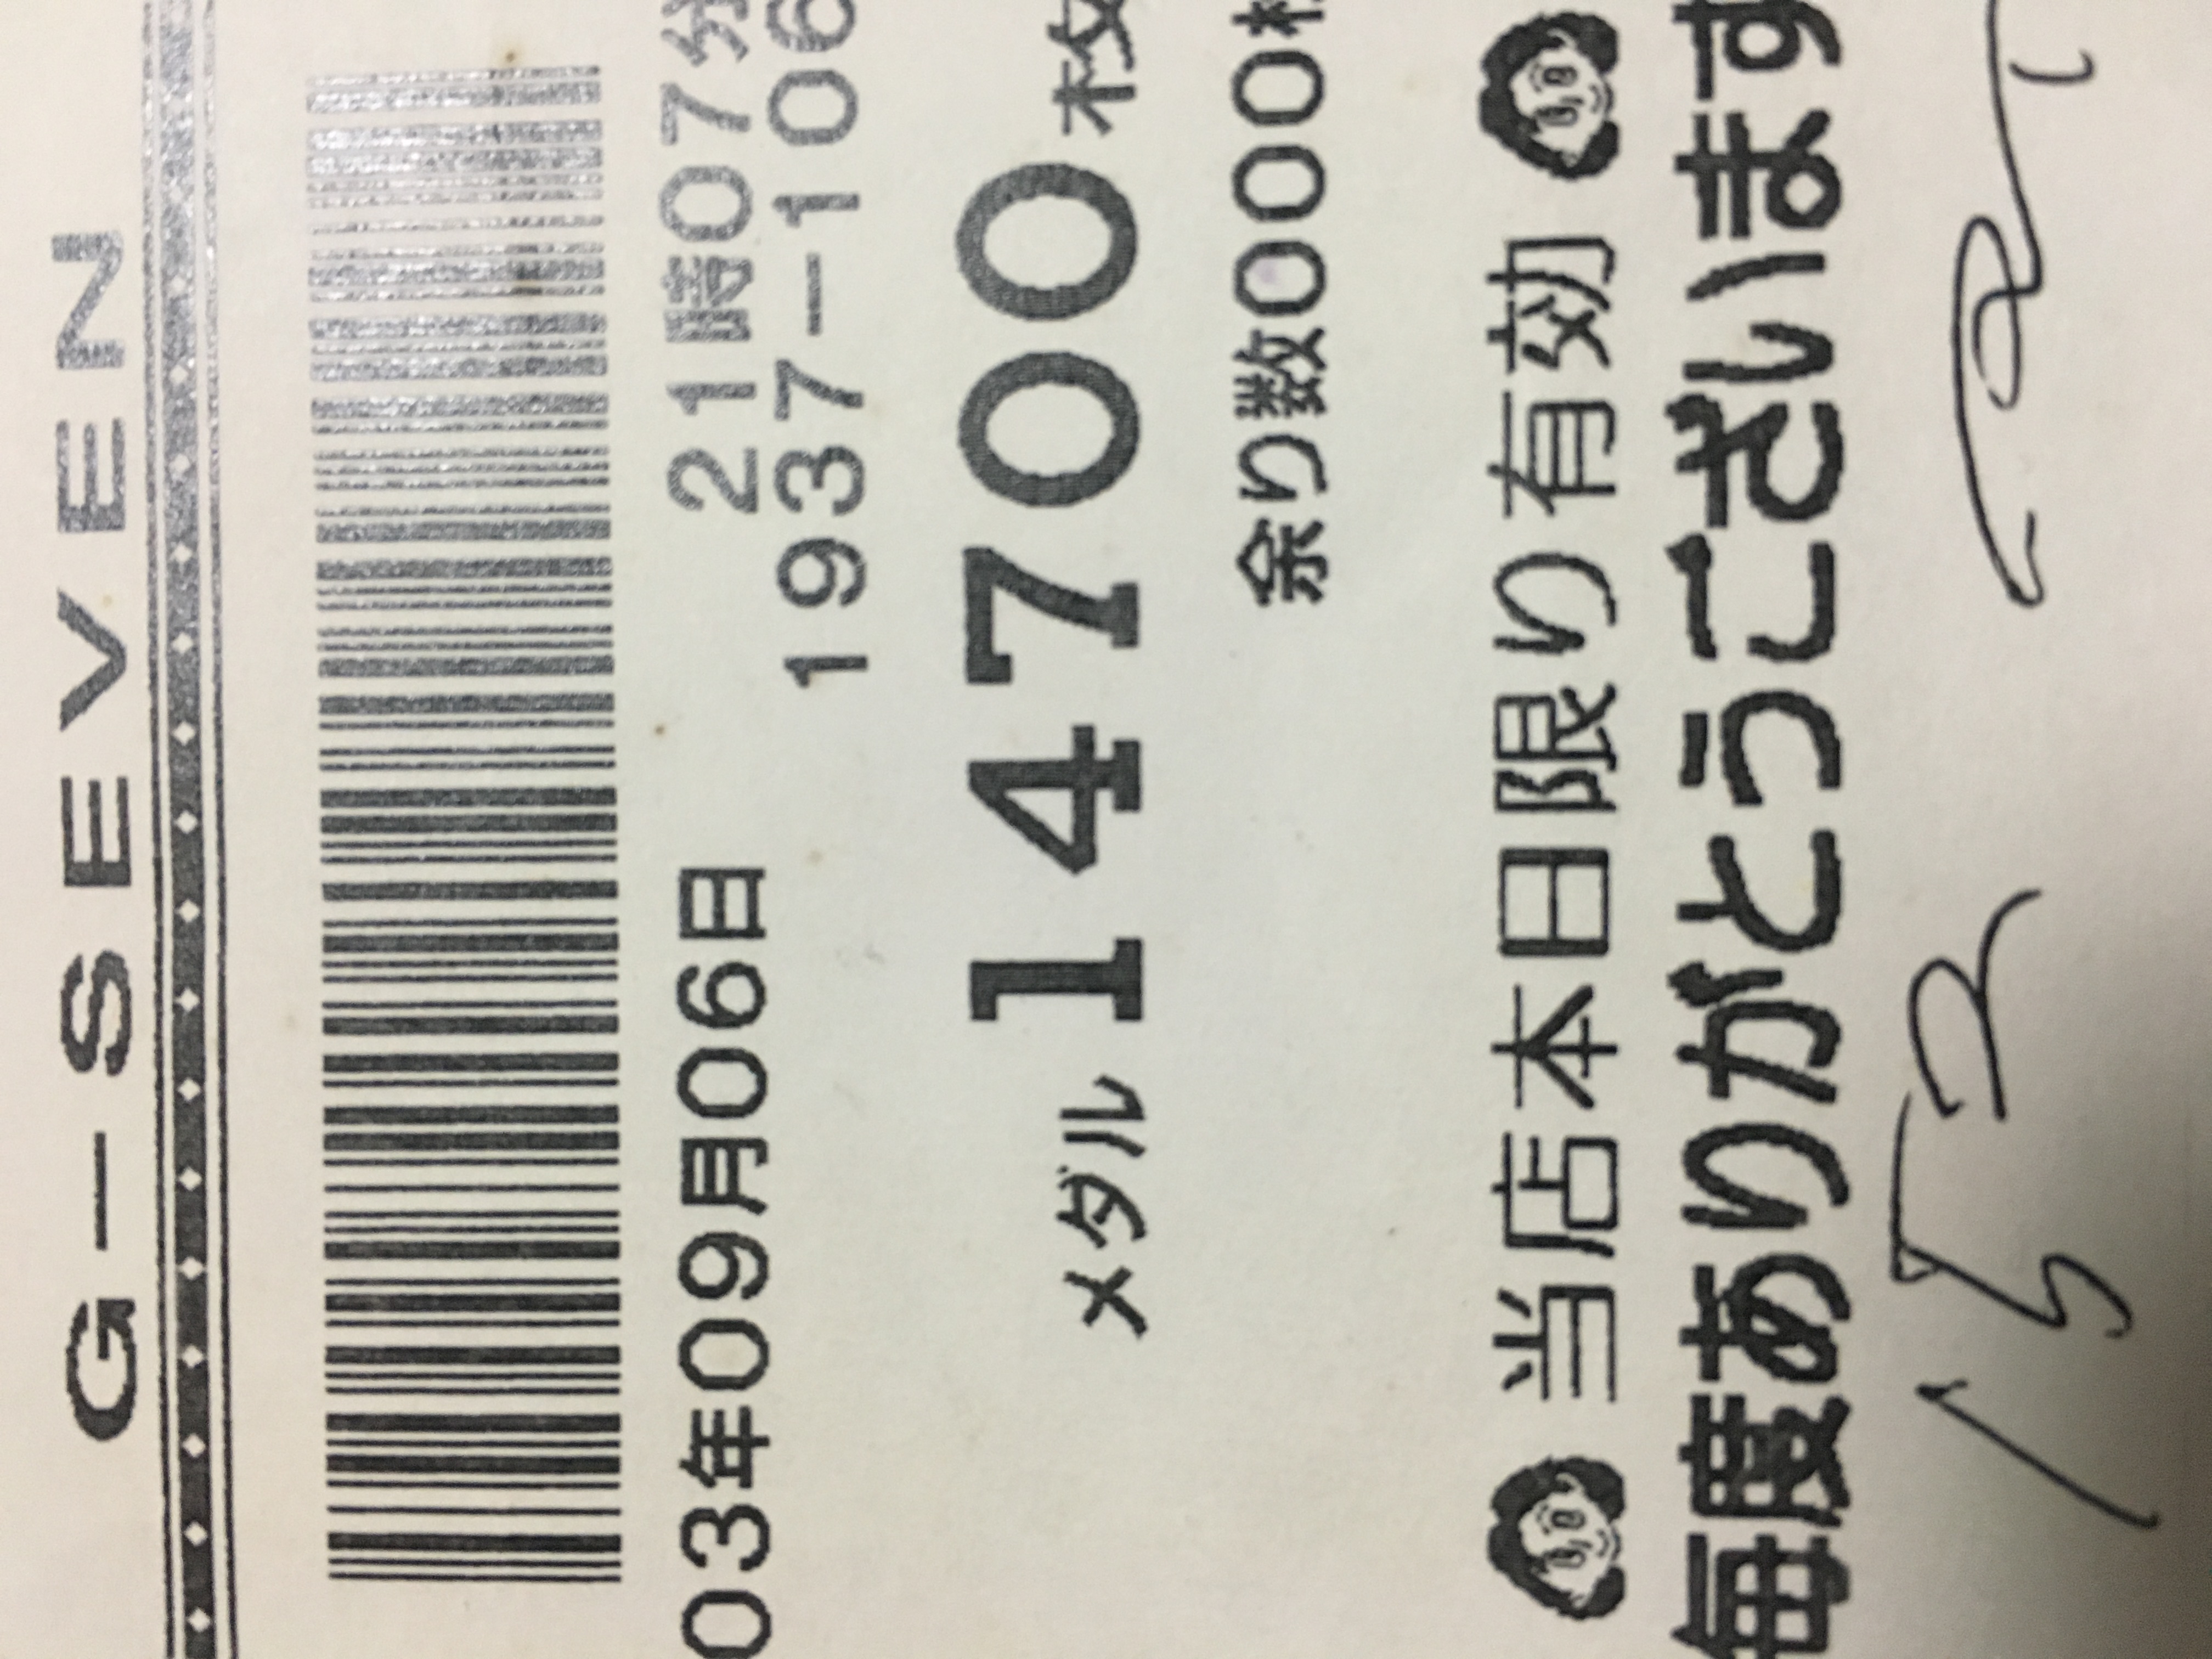 G-SEVEN
03年09月06日 21時07分
1937-106
メダル 14700枚
余り数000枚
当店本日限り有効
毎度ありがとうございます